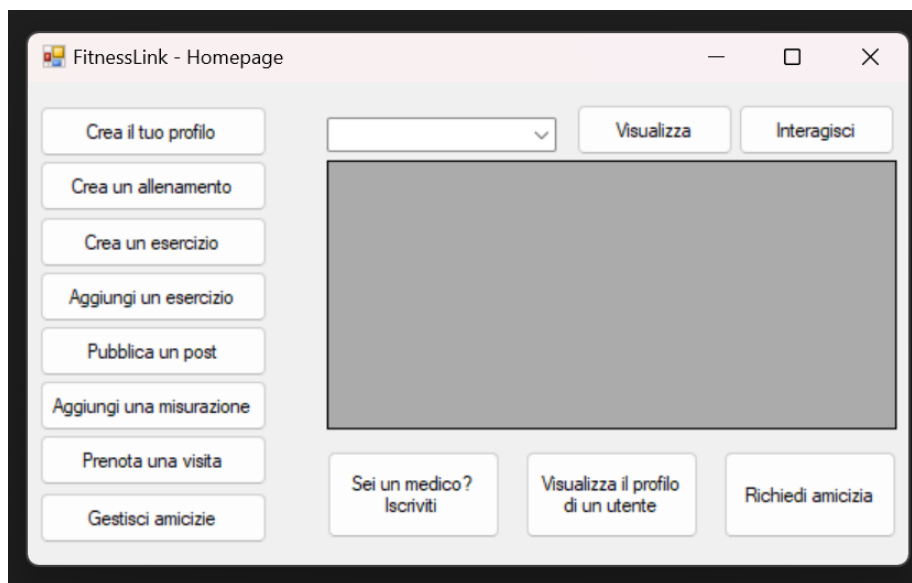 FitnessLink - Homepage
Crea il tuo profilo
Visualizza
Interagisci
Crea un allenamento
Crea un esercizio
Aggiungi un esercizio
Pubblica un post
Aggiungi una misurazione
Prenota una visita
Gestisci amicizie
Sei un medico?
Iscriviti
Visualizza il profilo
di un utente
Richiedi amicizia